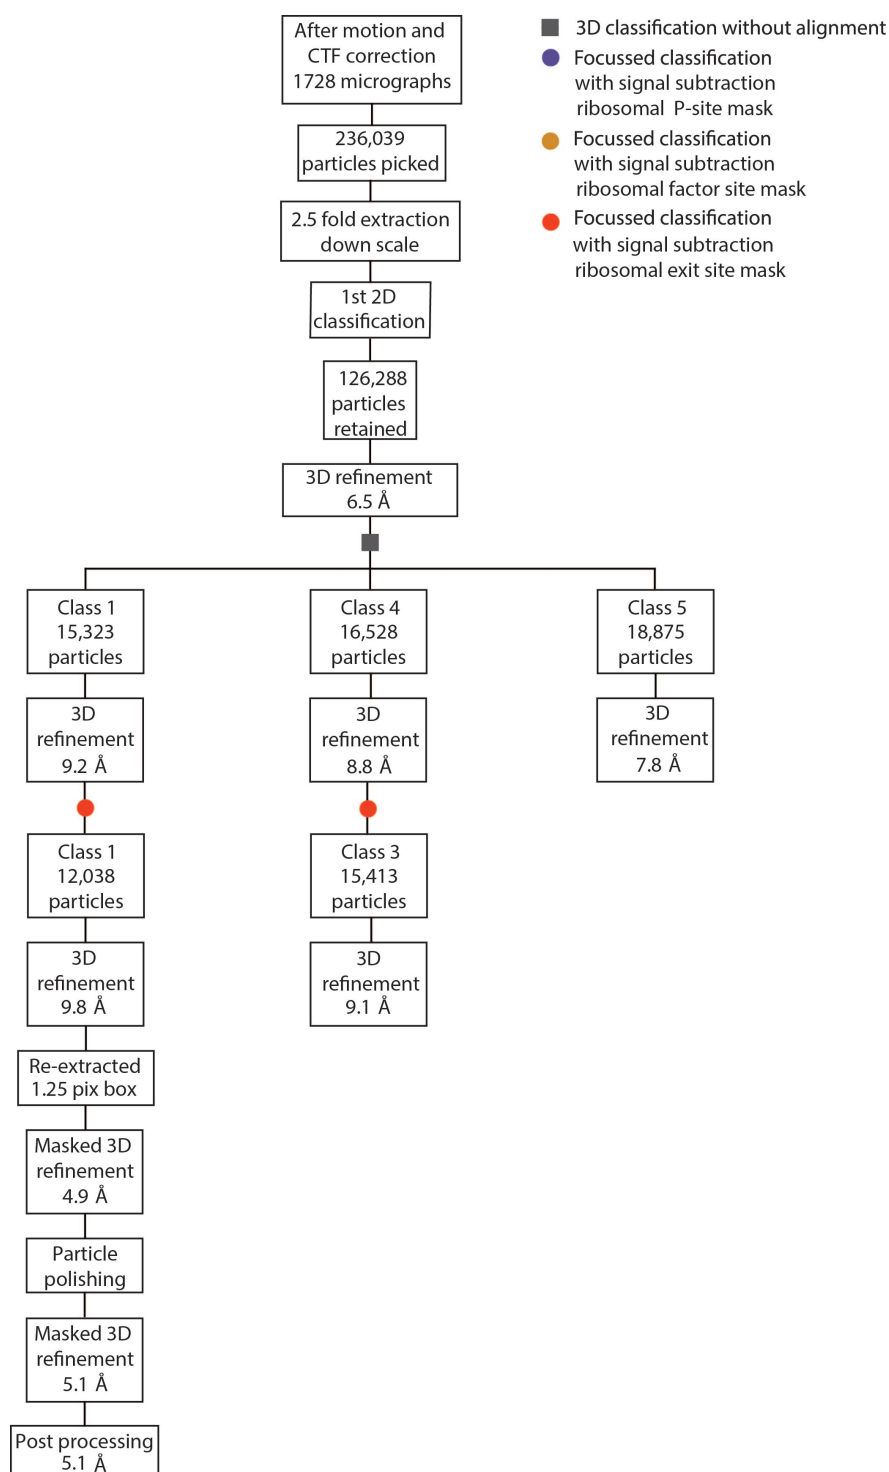 After motion and
CTF correction
1728 micrographs
236,039
particles picked
2.5 fold extraction
down scale
1st 2D
classification
126,288
particles
retained
3D refinement
6.5 Å
3D classification without alignment
Focussed classification
with signal subtraction
ribosomal P-site mask
Focussed classification
with signal subtraction
ribosomal factor site mask
Focussed classification
with signal subtraction
ribosomal exit site mask
Class 1
15,323
particles
3D
refinement
9.2 Å
Class 1
12,038
particles
3D
refinement
9.8 Å
Re-extracted
1.25 pix box
Masked 3D
refinement
4.9 Å
Particle
polishing
Masked 3D
refinement
5.1 Å
Post processing
5.1 Å
Class 4
16,528
particles
3D
refinement
8.8 Å
Class 3
15,413
particles
3D
refinement
9.1 Å
Class 5
18,875
particles
3D
refinement
7.8 Å